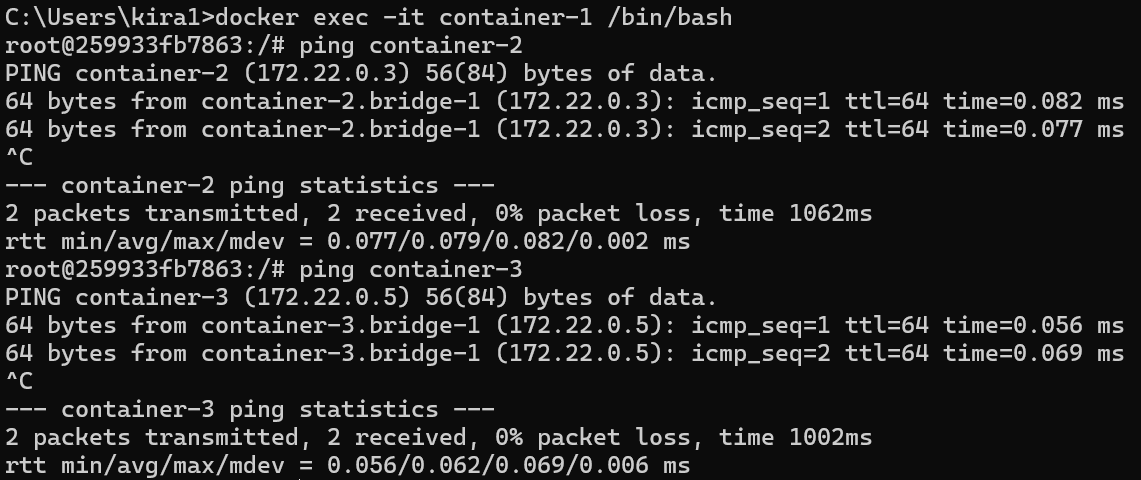 C:\Users\kira1>docker exec -it container-1 /bin/bash
root@259933fb7863:/# ping container-2
PING container-2 (172.22.0.3) 56(84) bytes of data.
64 bytes from container-2.bridge-1 (172.22.0.3): icmp_seq=1 ttl=64 time=0.082 ms
64 bytes from container-2.bridge-1 (172.22.0.3): icmp_seq=2 ttl=64 time=0.077 ms
^C
--- container-2 ping statistics ---
2 packets transmitted, 2 received, 0% packet loss, time 1062ms
rtt min/avg/max/mdev = 0.077/0.079/0.082/0.002 ms
root@259933fb7863:/# ping container-3
PING container-3 (172.22.0.5) 56(84) bytes of data.
64 bytes from container-3.bridge-1 (172.22.0.5): icmp_seq=1 ttl=64 time=0.056 ms
64 bytes from container-3.bridge-1 (172.22.0.5): icmp_seq=2 ttl=64 time=0.069 ms
^C
--- container-3 ping statistics ---
2 packets transmitted, 2 received, 0% packet loss, time 1002ms
rtt min/avg/max/mdev = 0.056/0.062/0.069/0.006 ms